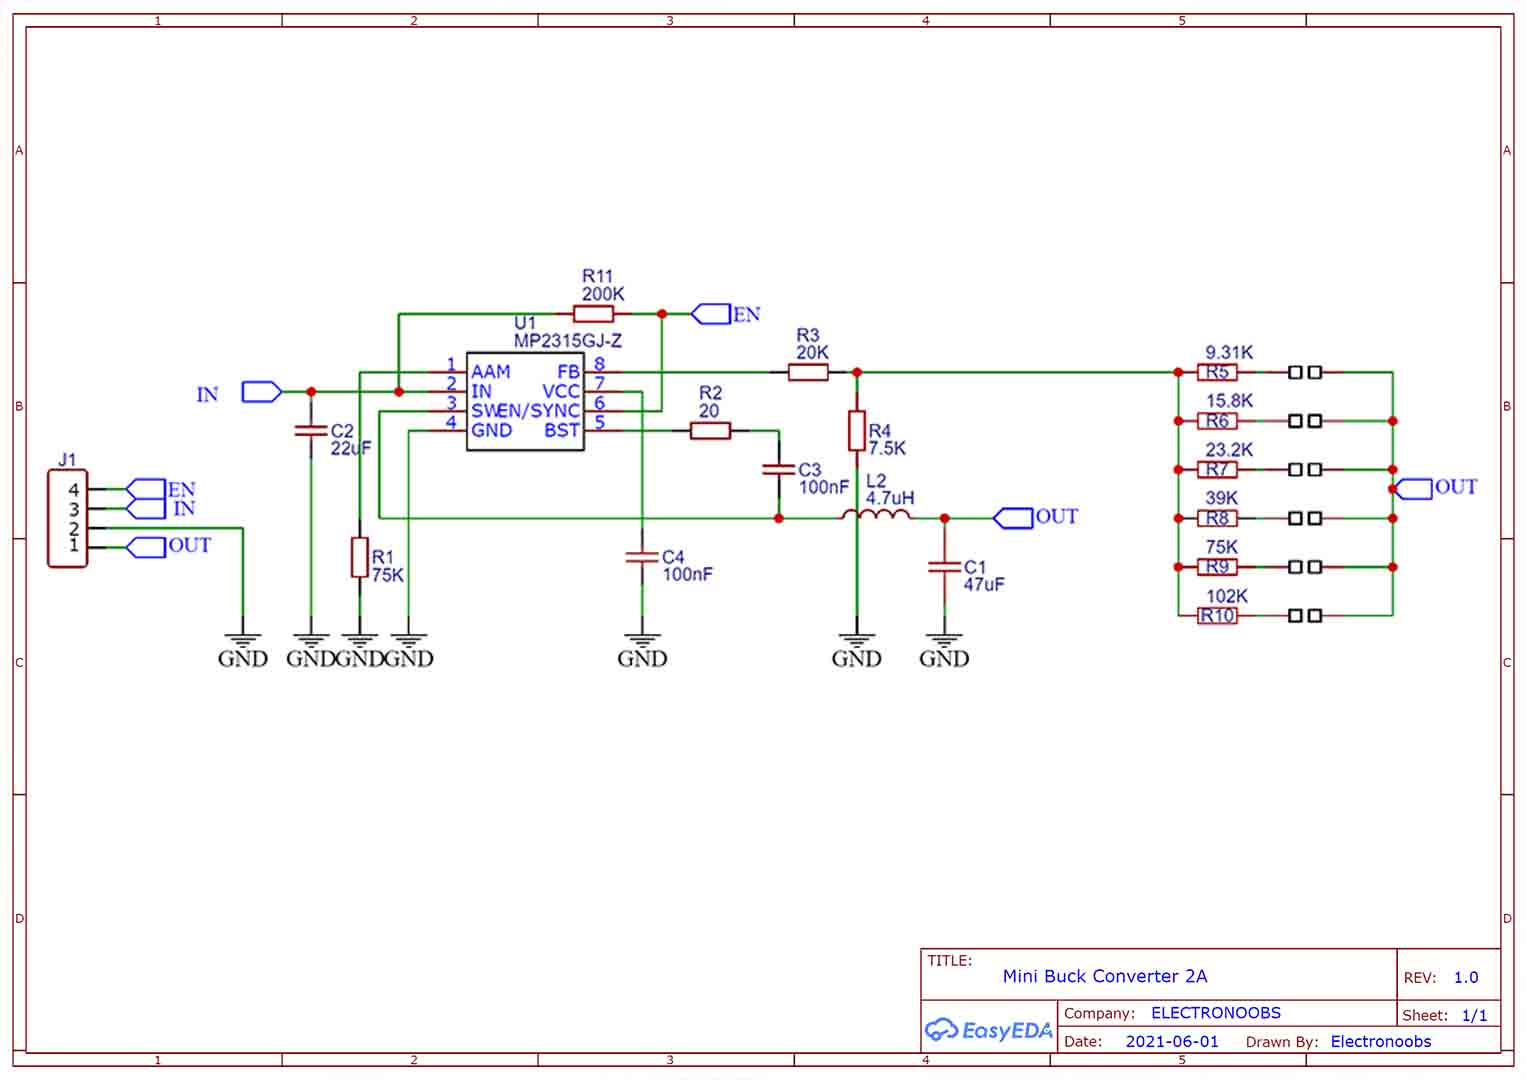 1 2 3 4 5
A A
B B
C C
D D
R11
200K
EN
U1
MP2315GJ-Z
1 AAM FB 8
2 IN VCC 7
3 SW EN/SYNC 6
4 GND BST 5
IN
C2
22uF
R3
20K
R2
20
R4
7.5K
C3
100nF
L2
4.7uH
OUT
J1
4 EN
3 IN
2
1 OUT
R1
75K
C4
100nF
C1
47uF
GND GND GND GND GND GND GND
9.31K
R5
15.8K
R6
23.2K
R7
39K
R8
75K
R9
102K
R10
OUT
TITLE:
Mini Buck Converter 2A
REV: 1.0
EasyEDA
Company: ELECTRONOOBS
Sheet: 1/1
Date: 2021-06-01 Drawn By: Electronoobs
1 2 3 4 5